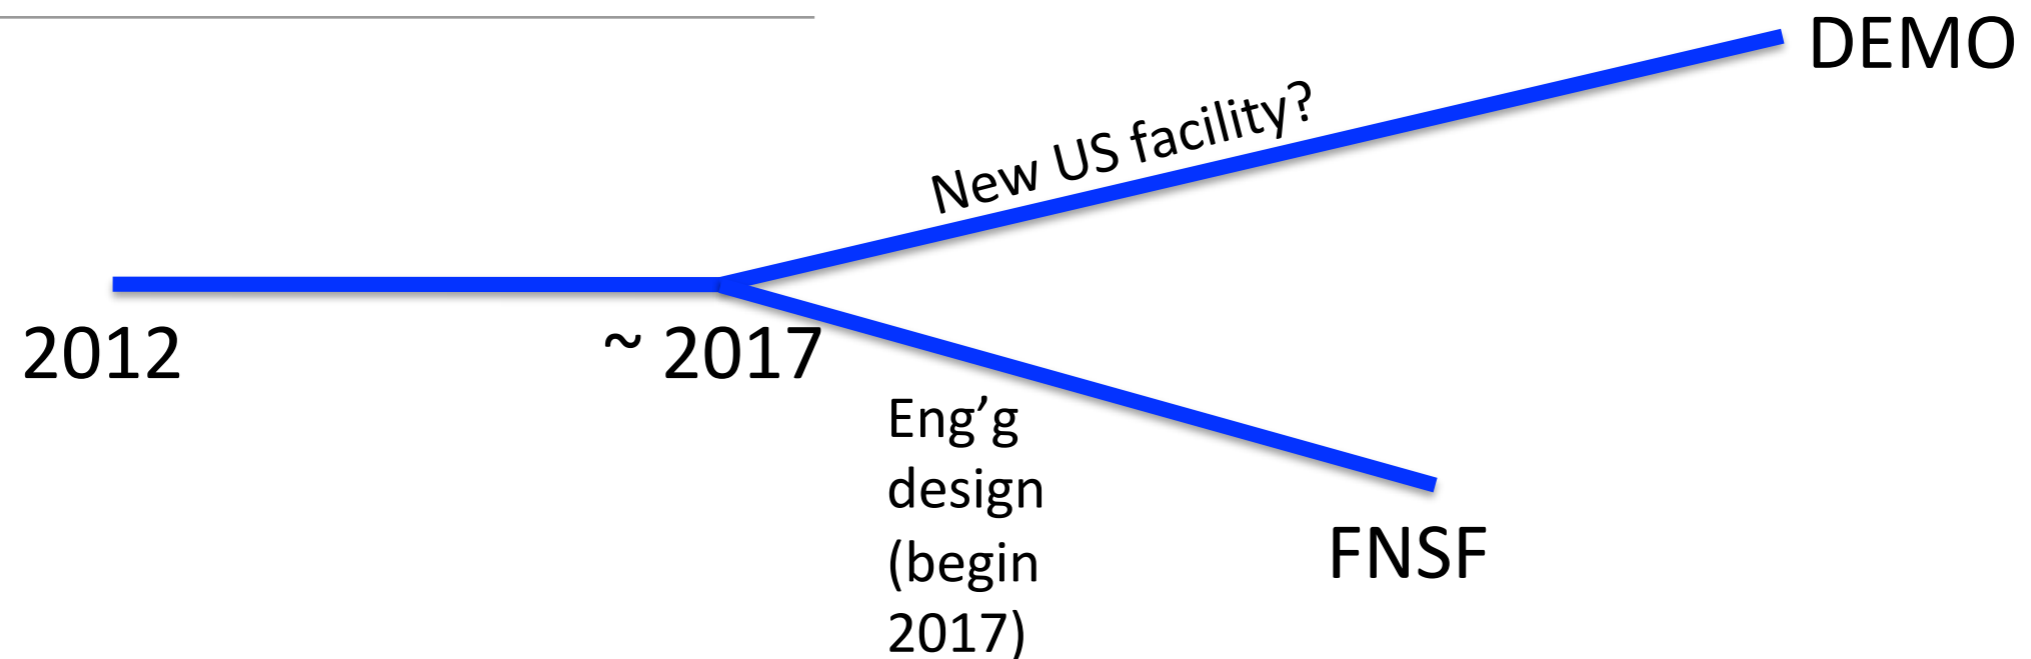 DEMO
New US facility?
2012
~ 2017
Eng’g
design
(begin
2017)
FNSF